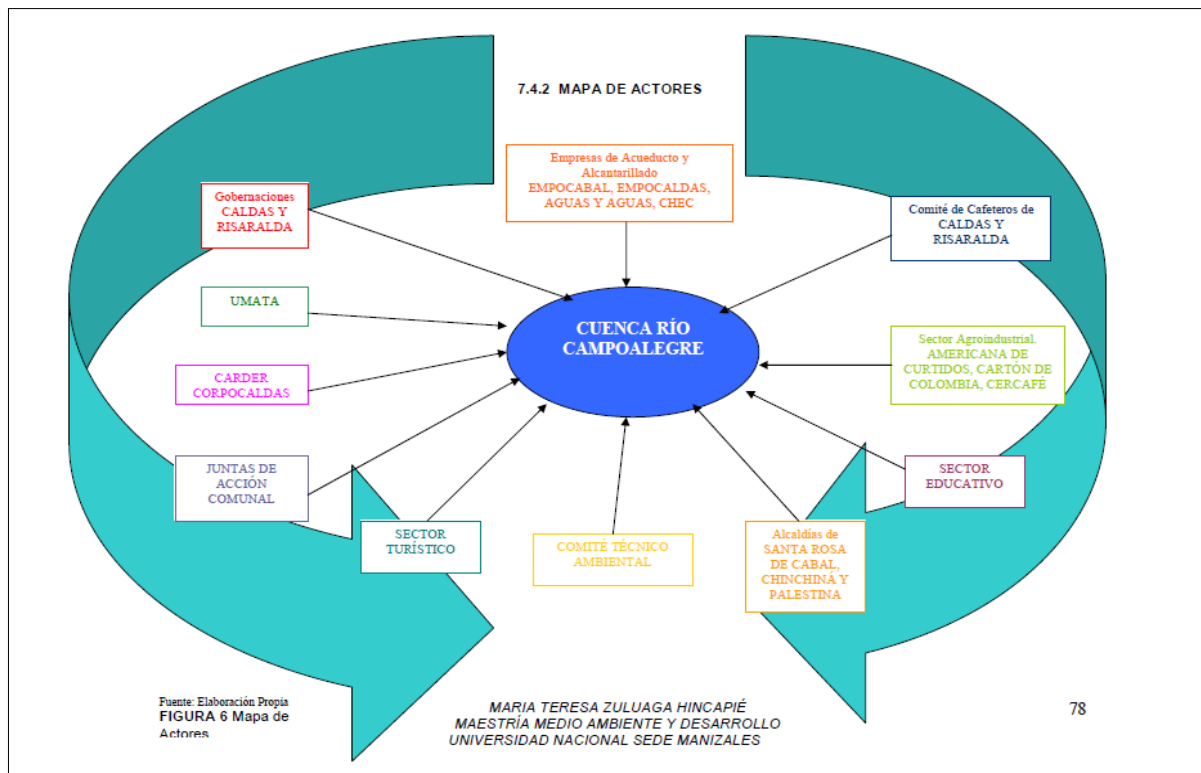 7.4.2 MAPA DE ACTORES
Empresas de Acueducto y
Alcantarillado
EMPOCABAL, EMPOCALDAS,
AGUAS Y AGUAS, CHEC
Gobernaciones
CALDAS Y
RISARALDA
Comité de Cafeteros de
CALDAS Y
RISARALDA
UMATA
CUENCA RÍO
CAMPOALEGRE
Sector Agroindustrial.
AMERICANA DE
CURTIDOS, CARTÓN DE
COLOMBIA, CERCAFÉ
CARDER
CORPOCALDAS
JUNTAS DE
ACCIÓN
COMUNAL
SECTOR
EDUCATIVO
SECTOR
TURÍSTICO
COMITÉ TÉCNICO
AMBIENTAL
Alcaldías de
SANTA ROSA
DE CABAL,
CHINCHINÁ Y
PALESTINA
Fuente: Elaboración Propia
FIGURA 6 Mapa de
Actores
MARIA TERESA ZULUAGA HINCAPIÉ
MAESTRÍA MEDIO AMBIENTE Y DESARROLLO
UNIVERSIDAD NACIONAL SEDE MANIZALES
78